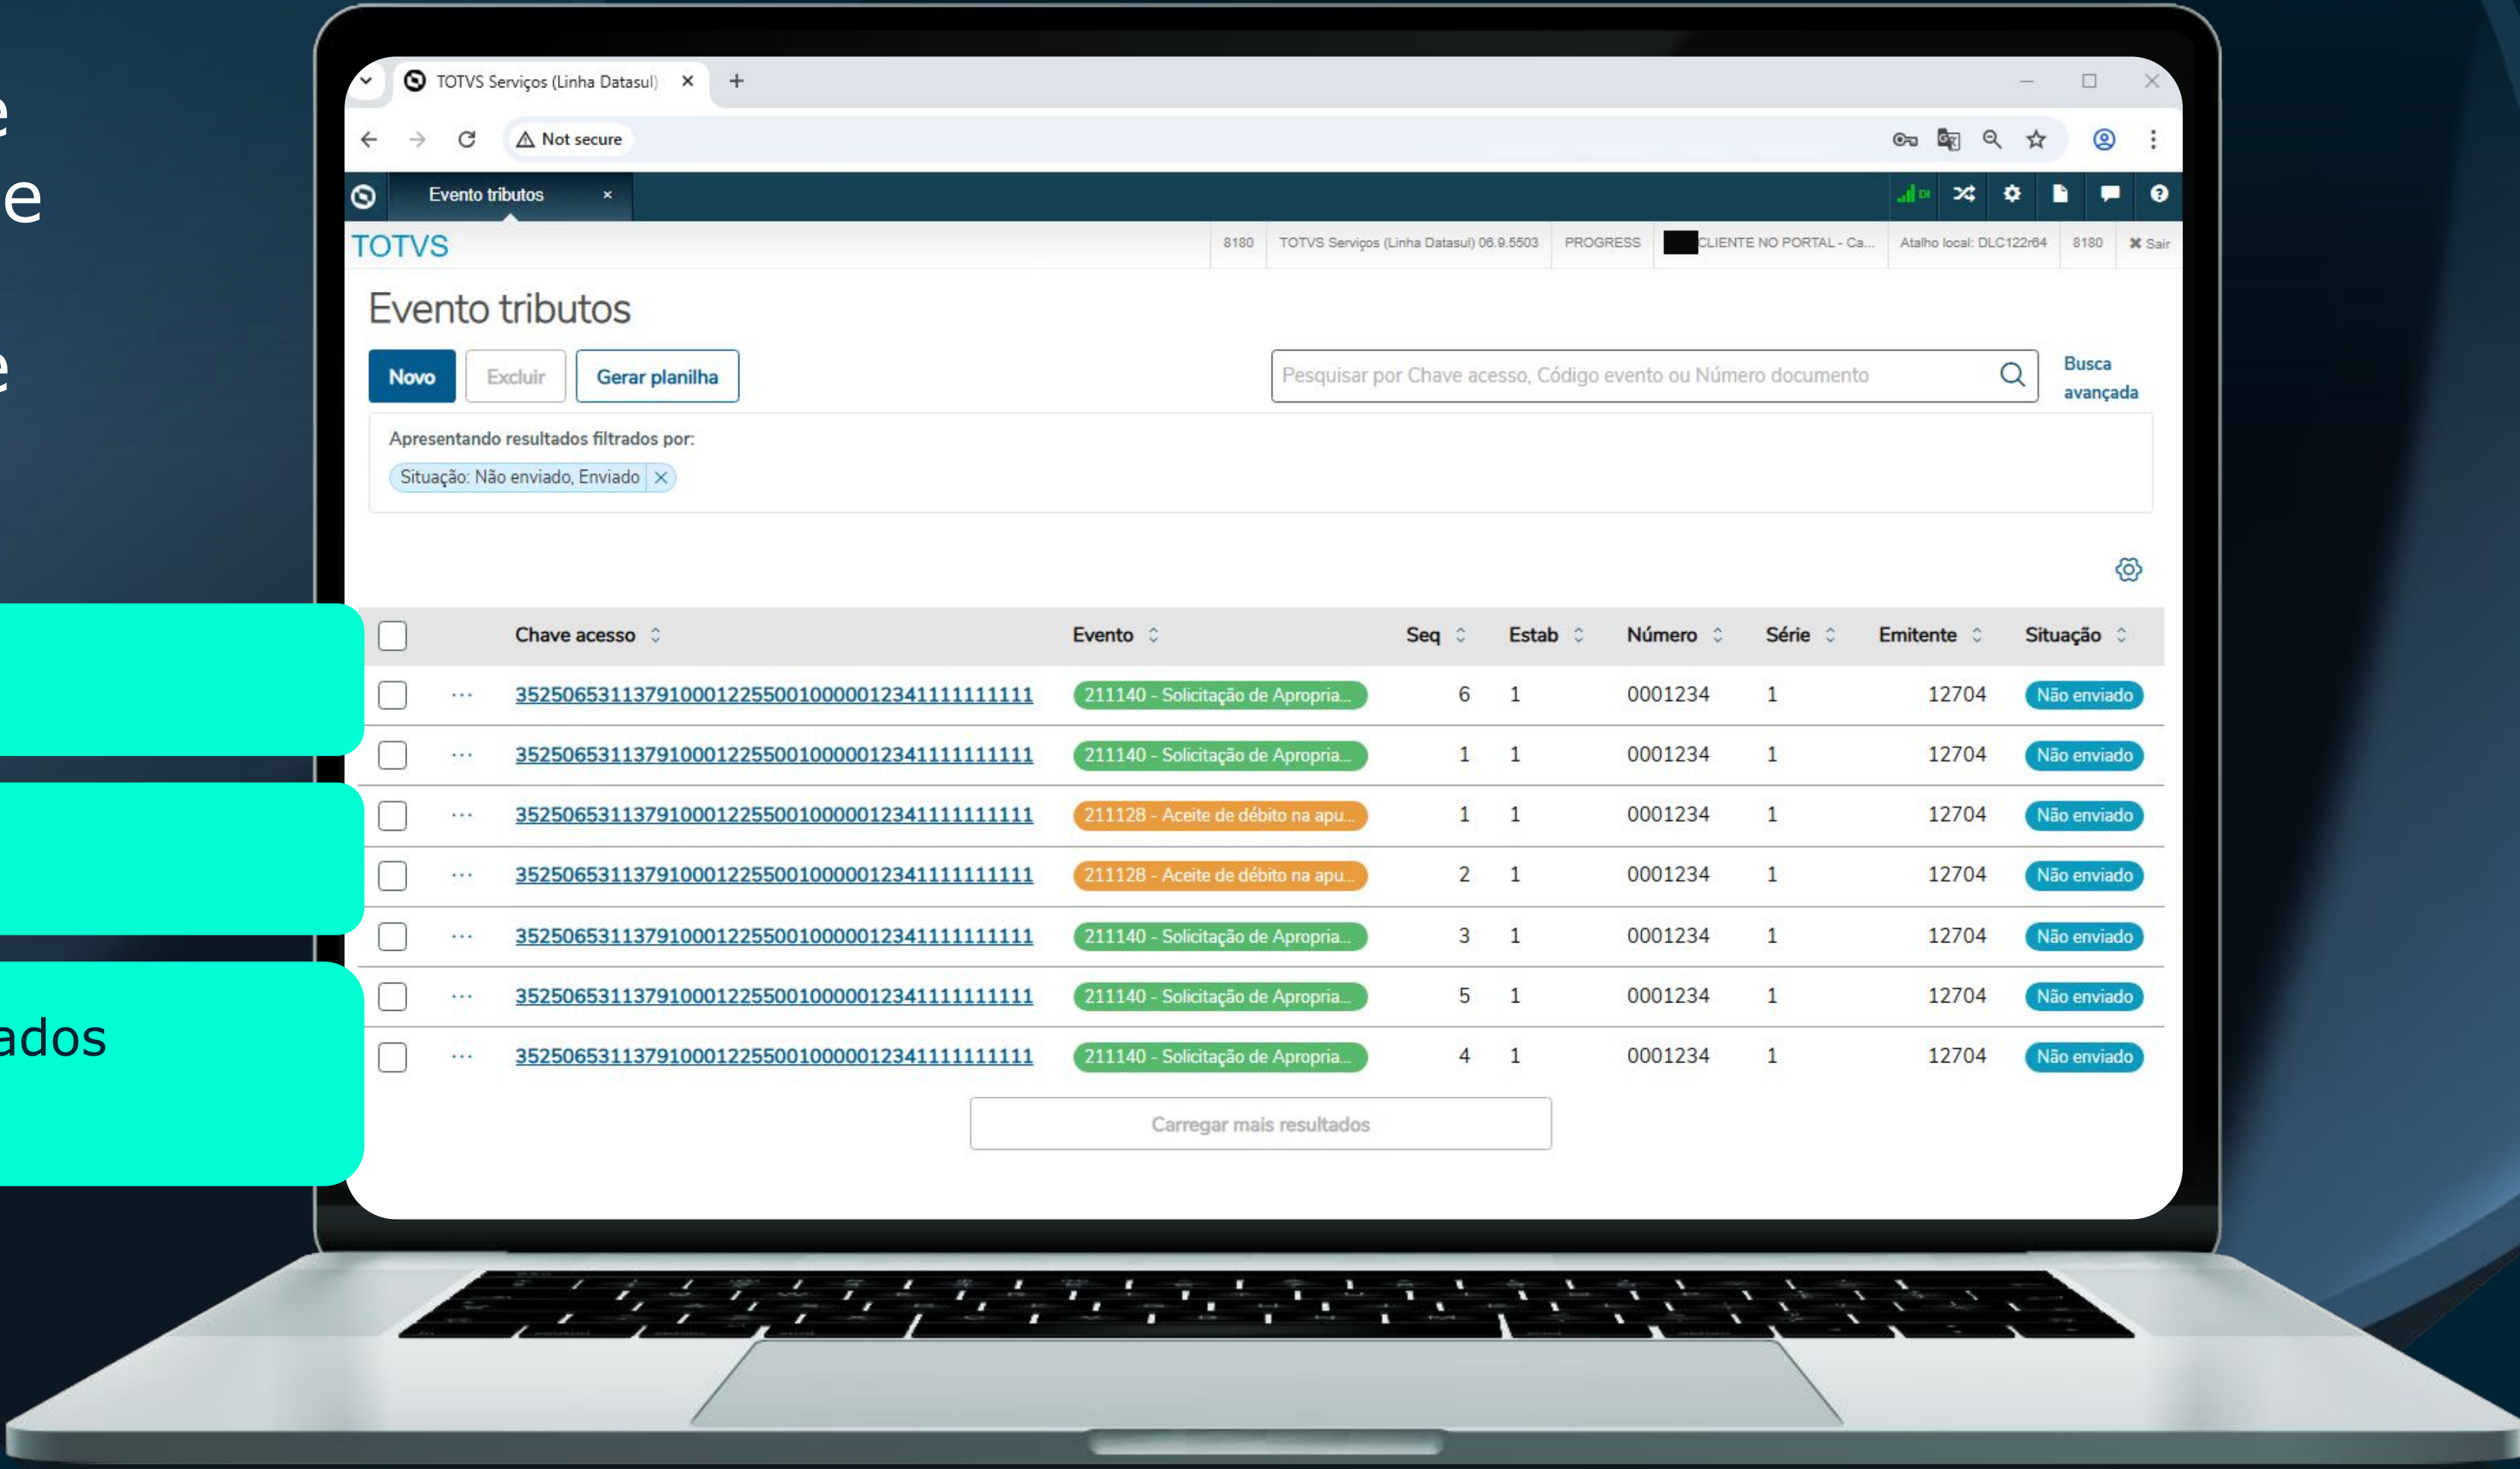 e
e
e
ados
TOTVS Serviços (Linha Datasul)
Not secure
Evento tributos
DI
TOTVS
8180 TOTVS Serviços (Linha Datasul) 06.9.5503 PROGRESS CLIENTE NO PORTAL - Ca... Atalho local: DLC122r64 8180 Sair
Evento tributos
Novo Excluir Gerar planilha Pesquisar por Chave acesso, Código evento ou Número documento Busca
avançada
Apresentando resultados filtrados por:
Situação: Não enviado, Enviado
Chave acesso Evento Seq Estab Número Série Emitente Situação
35250653113791000122550010000012341111111111 211140 - Solicitação de Apropria... 6 1 0001234 1 12704 Não enviado
35250653113791000122550010000012341111111111 211140 - Solicitação de Apropria... 1 1 0001234 1 12704 Não enviado
35250653113791000122550010000012341111111111 211128 - Aceite de débito na apu... 1 1 0001234 1 12704 Não enviado
35250653113791000122550010000012341111111111 211128 - Aceite de débito na apu... 2 1 0001234 1 12704 Não enviado
35250653113791000122550010000012341111111111 211140 - Solicitação de Apropria... 3 1 0001234 1 12704 Não enviado
35250653113791000122550010000012341111111111 211140 - Solicitação de Apropria... 5 1 0001234 1 12704 Não enviado
35250653113791000122550010000012341111111111 211140 - Solicitação de Apropria... 4 1 0001234 1 12704 Não enviado
Carregar mais resultados